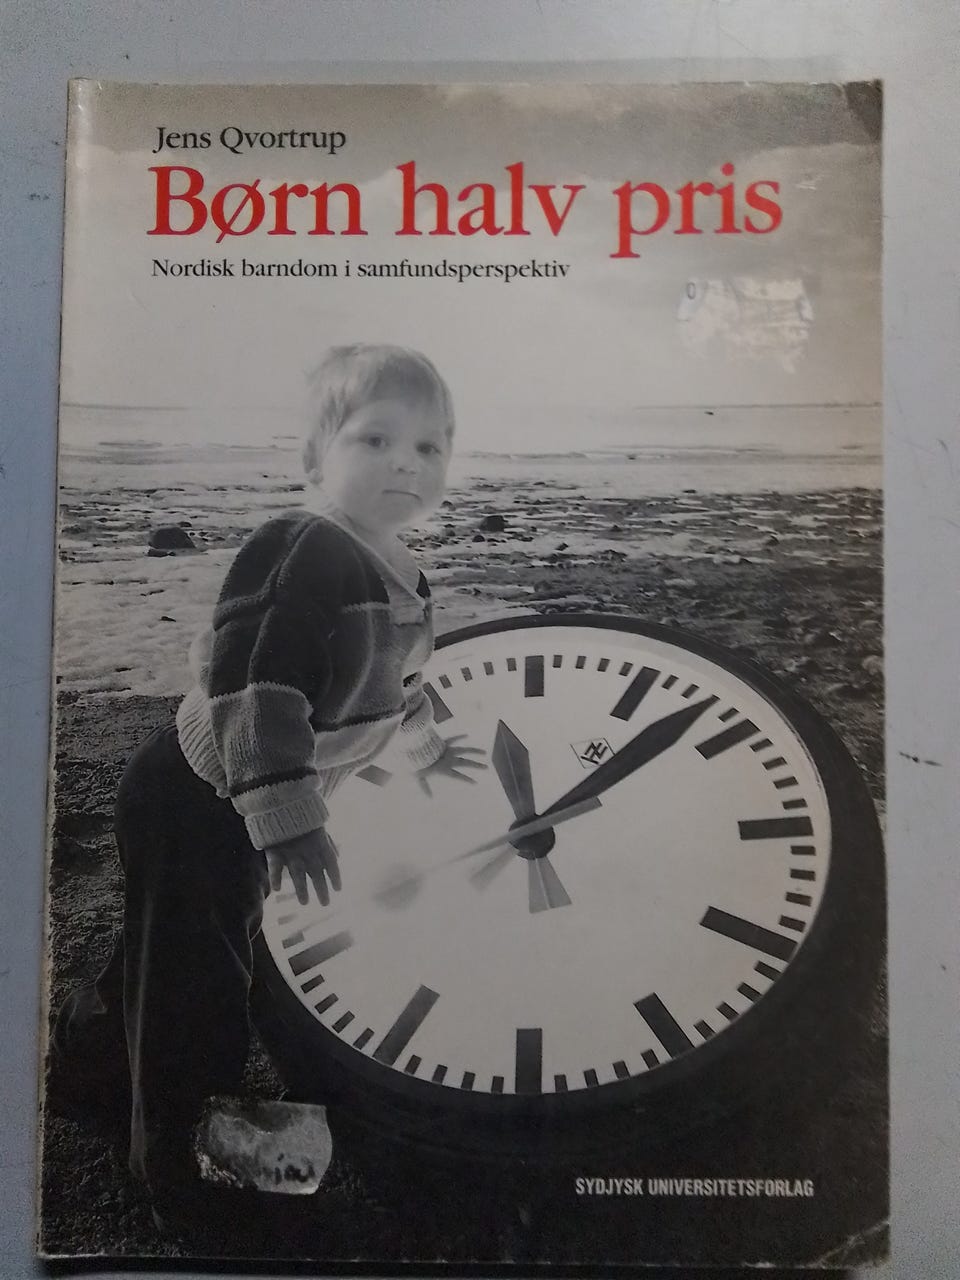 Jens Qvortrup
Børn halv pris
Nordisk barndom i samfundsperspektiv
SYDJYSK UNIVERSITETSFORLAG